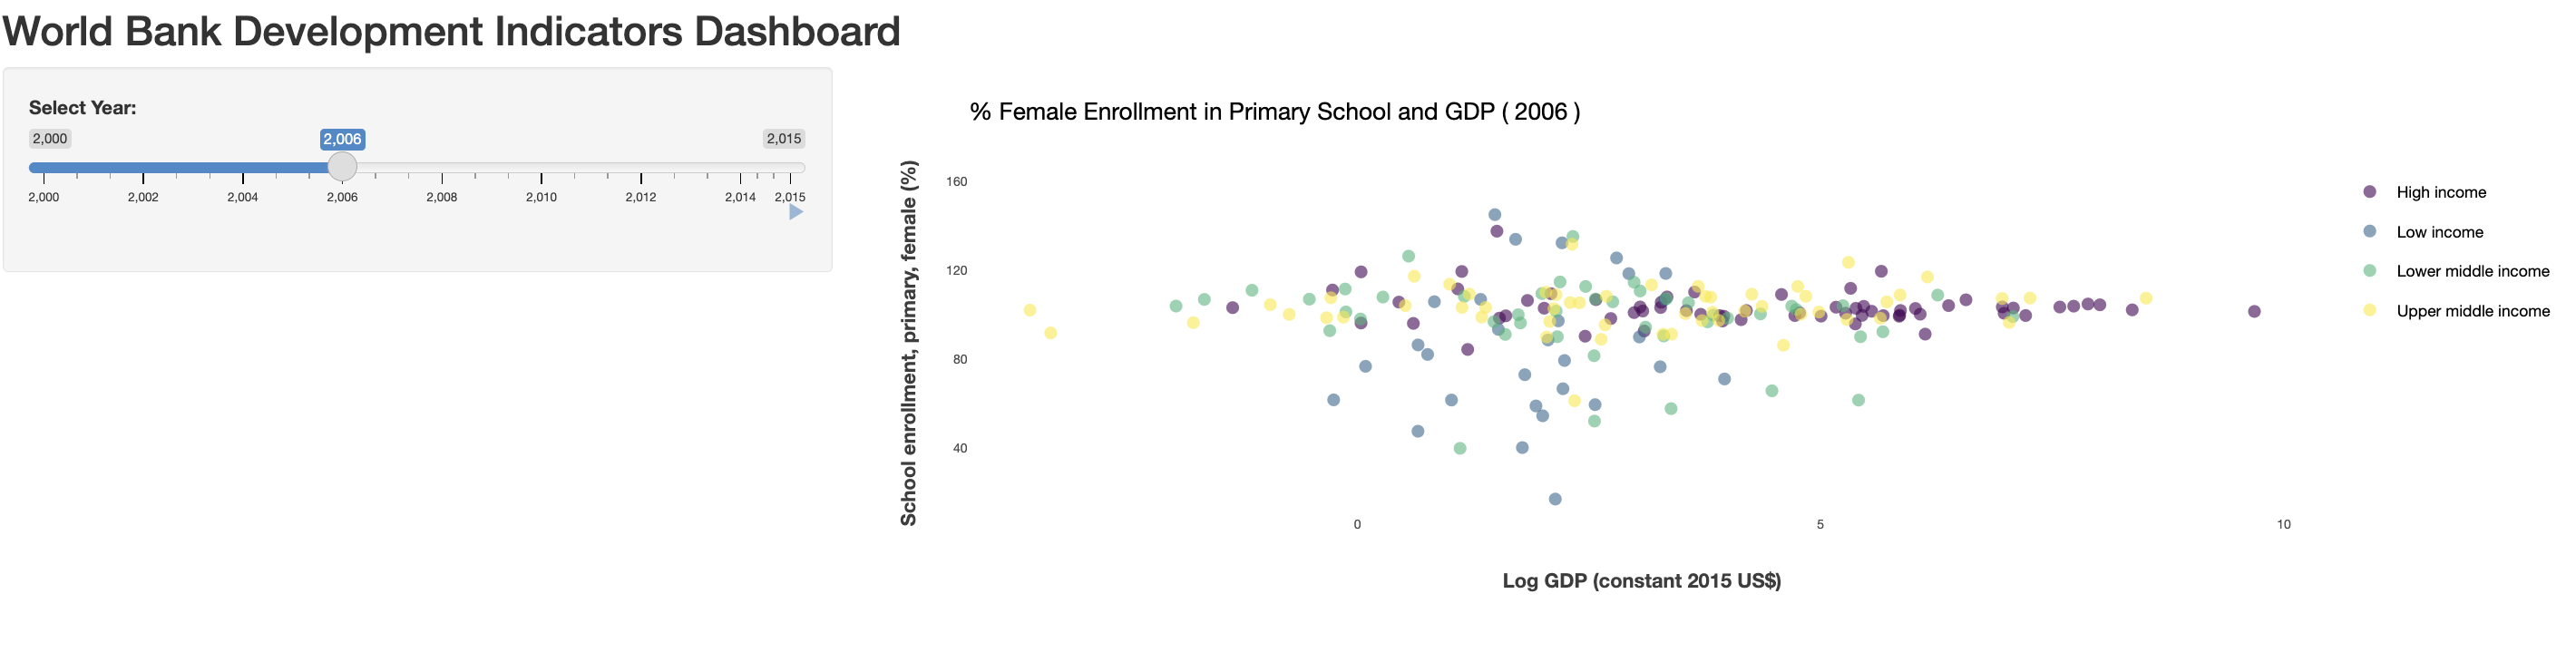 World Bank Development Indicators Dashboard
Select Year:
2,000 2,006 2,015
2,000 2,002 2,004 2,006 2,008 2,010 2,012 2,014 2,015
% Female Enrollment in Primary School and GDP ( 2006 )
School enrollment, primary, female (%)
160
120
80
40
0 5 10
Log GDP (constant 2015 US$)
High income
Low income
Lower middle income
Upper middle income